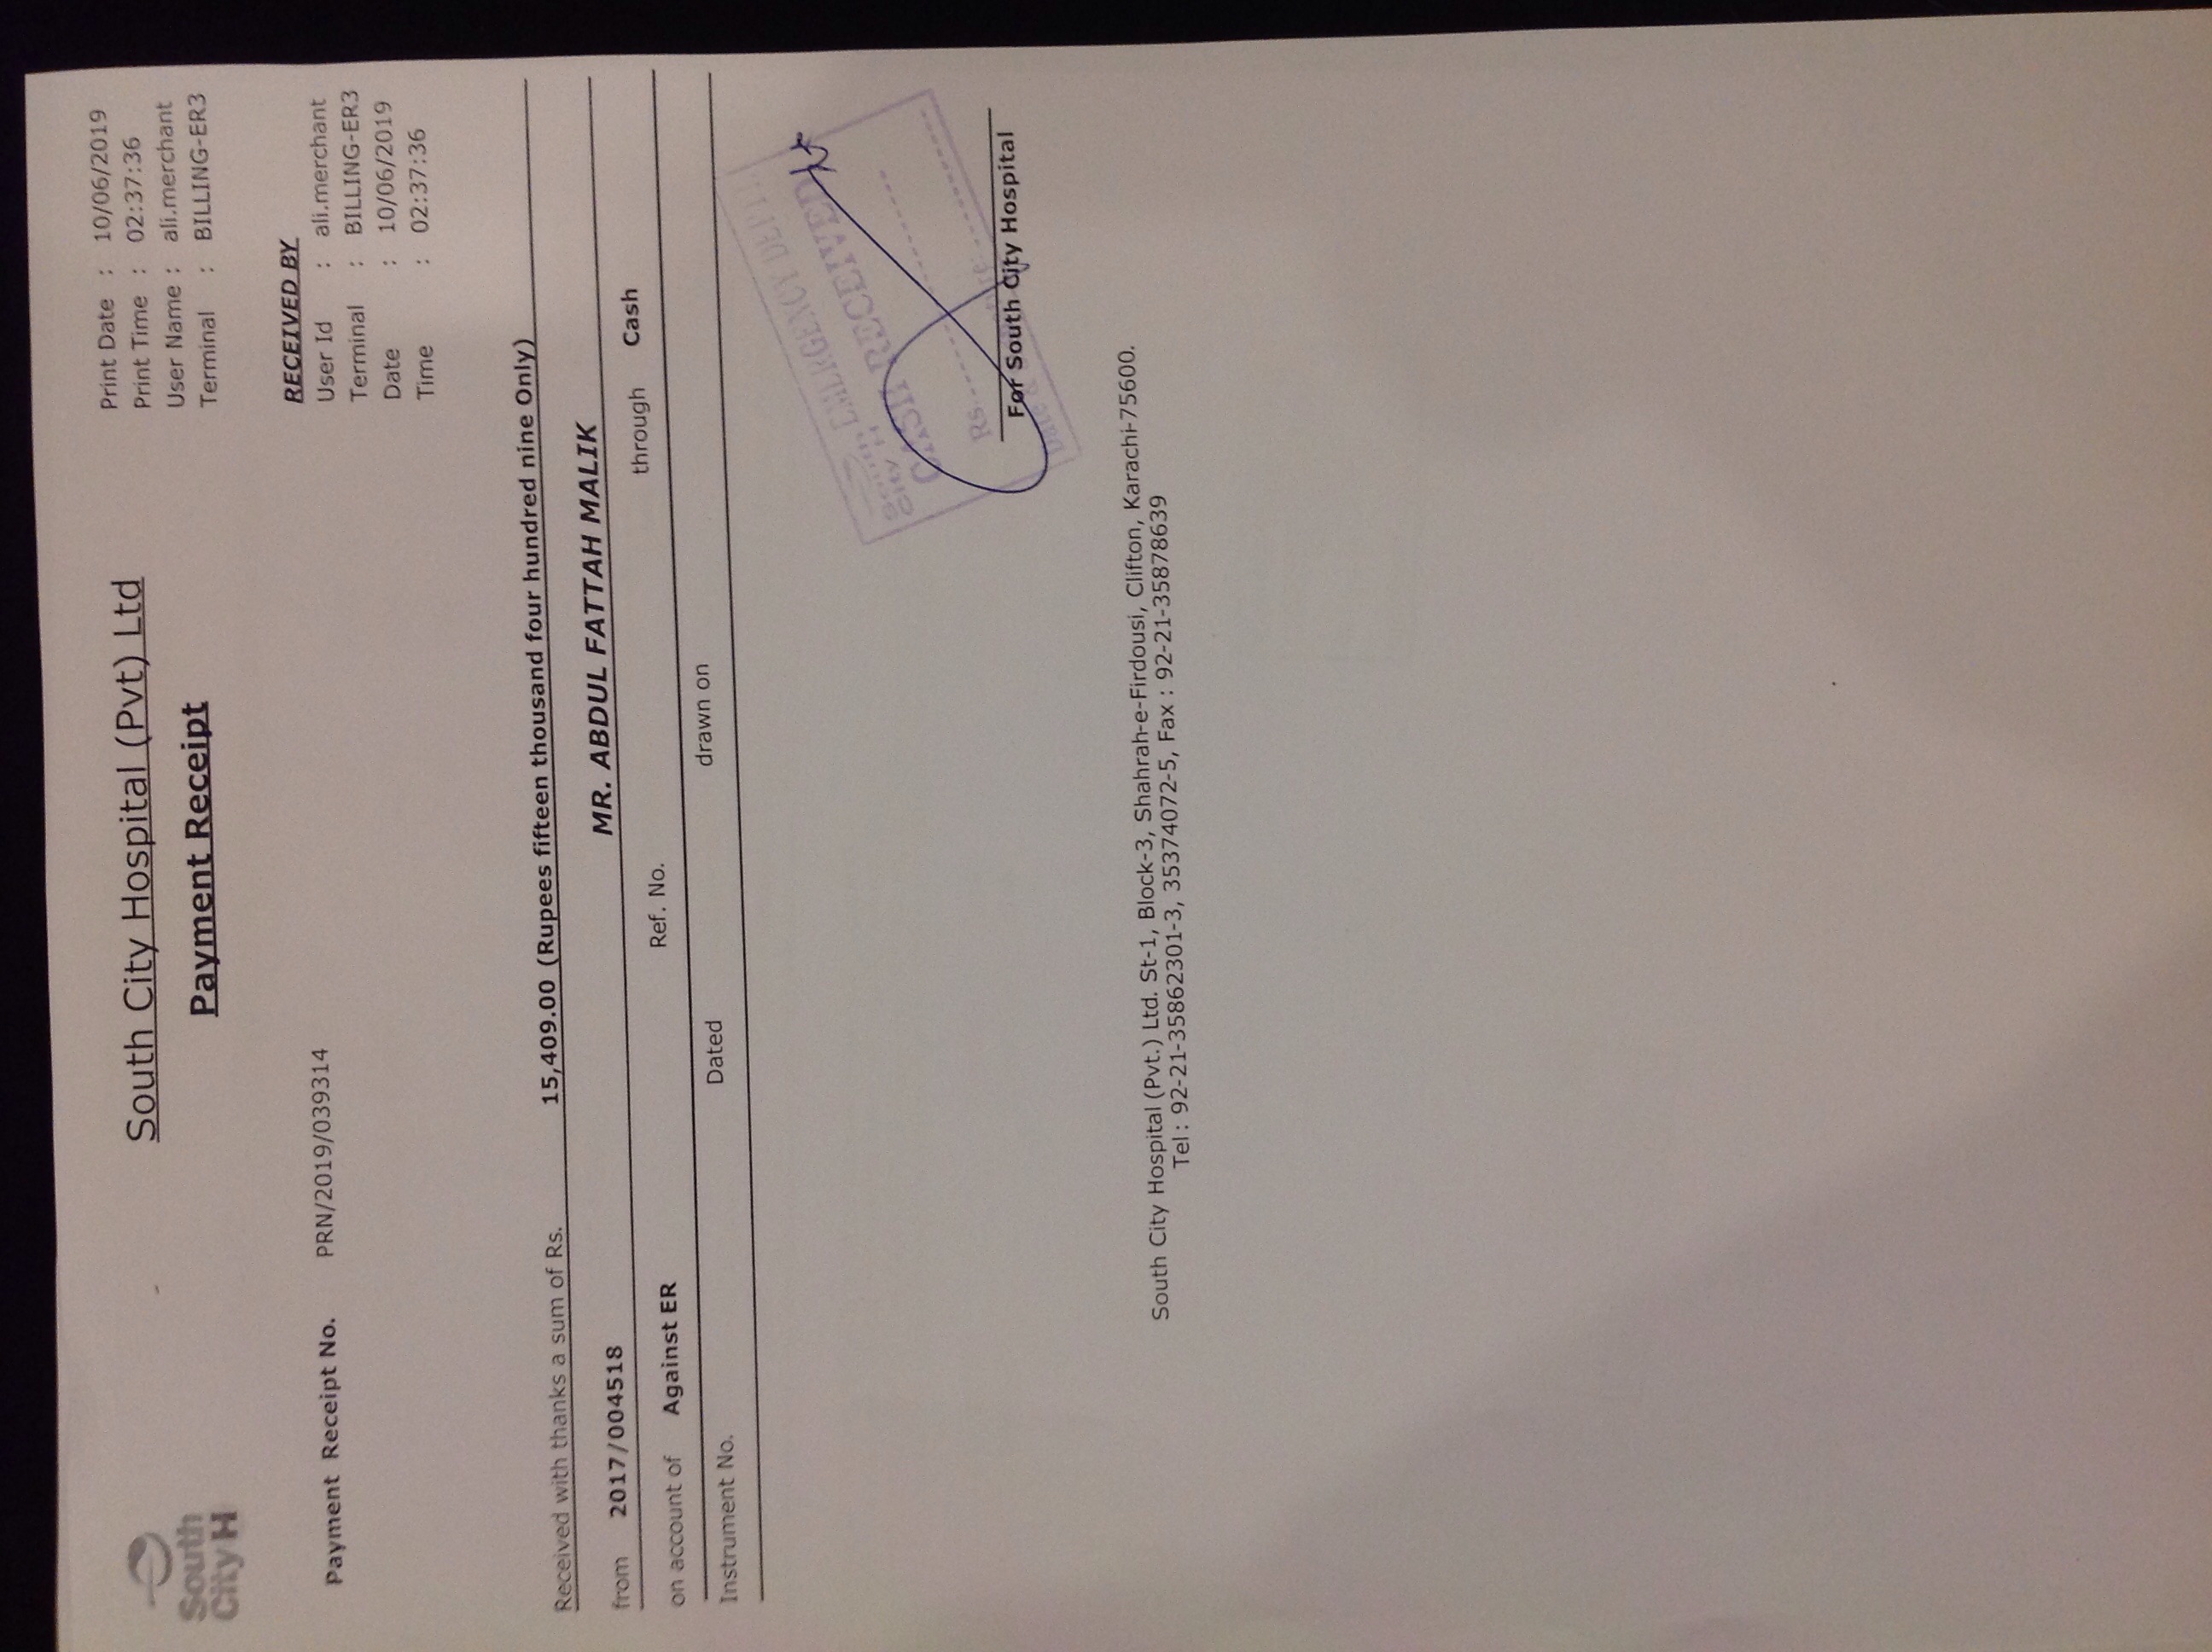 South
City H
South City Hospital (Pvt) Ltd
Payment Receipt
Print Date : 10/06/2019
Print Time : 02:37:36
User Name : ali.merchant
Terminal : BILLING-ER3
Payment Receipt No. PRN/2019/039314
RECEIVED BY
User Id : ali.merchant
Terminal : BILLING-ER3
Date : 10/06/2019
Time : 02:37:36
Received with thanks a sum of Rs. 15,409.00 (Rupees fifteen thousand four hundred nine Only)
from 2017/004518 MR. ABDUL FATTAH MALIK
on account of Against ER Ref. No. through Cash
Instrument No. Dated drawn on
South
City H
EMERGENCY DEPTT.
CASH RECEIVED
Rs.
For South City Hospital
Date &
South City Hospital (Pvt.) Ltd. St-1, Block-3, Shahrah-e-Firdousi, Clifton, Karachi-75600.
Tel : 92-21-35862301-3, 35374072-5, Fax : 92-21-35878639